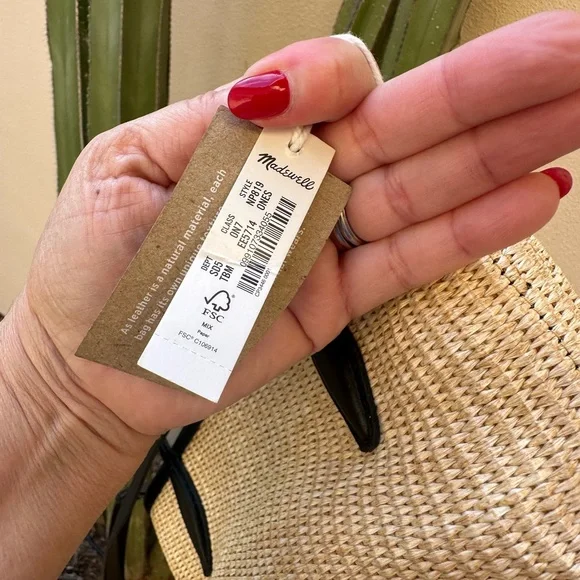 Madewell
DEPT CLASS STYLE
SD5 0N7 NP819
TBM EE5714 ONES
099107334055
FSC
MIX
Paper
FSC® C106914
As leather is a natural material, each
bag has its own